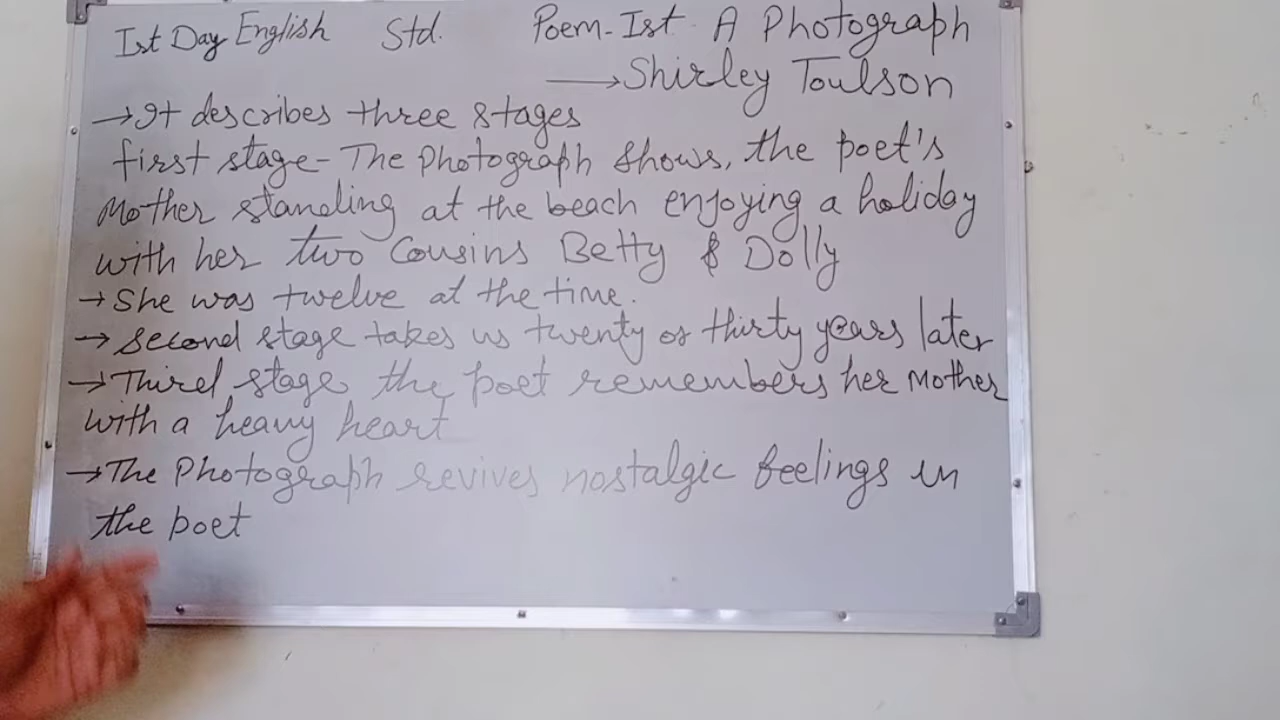 Ist Day English Std. Poem-Ist. A Photograph
→ Shirley Toulson
→ It describes three stages
first stage - The Photograph shows, the poet's
Mother standing at the beach enjoying a holiday
with her two Cousins Betty & Dolly
→ She was twelve at the time.
→ second stage takes us twenty or thirty years later
→ Third stage the poet remembers her Mother
with a heavy heart
→ The Photograph revives nostalgic feelings in
the poet